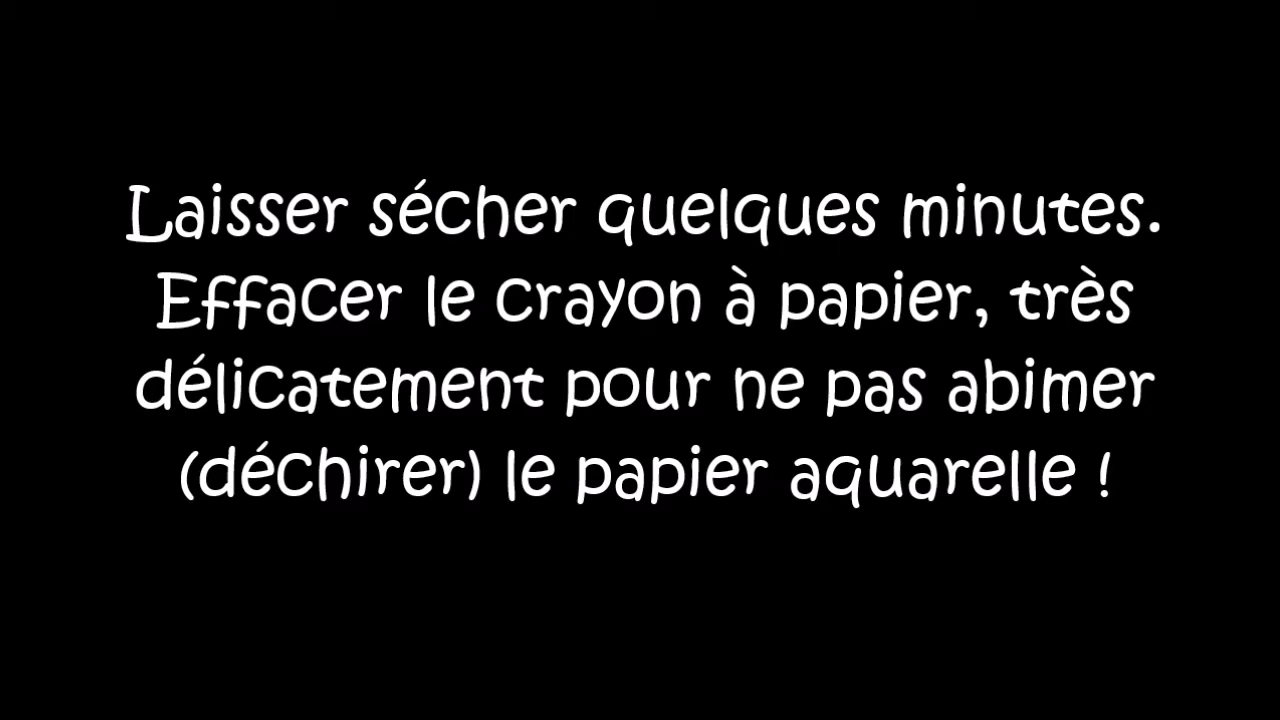 Laisser sécher quelques minutes.
Effacer le crayon à papier, très
délicatement pour ne pas abimer
(déchirer) le papier aquarelle !